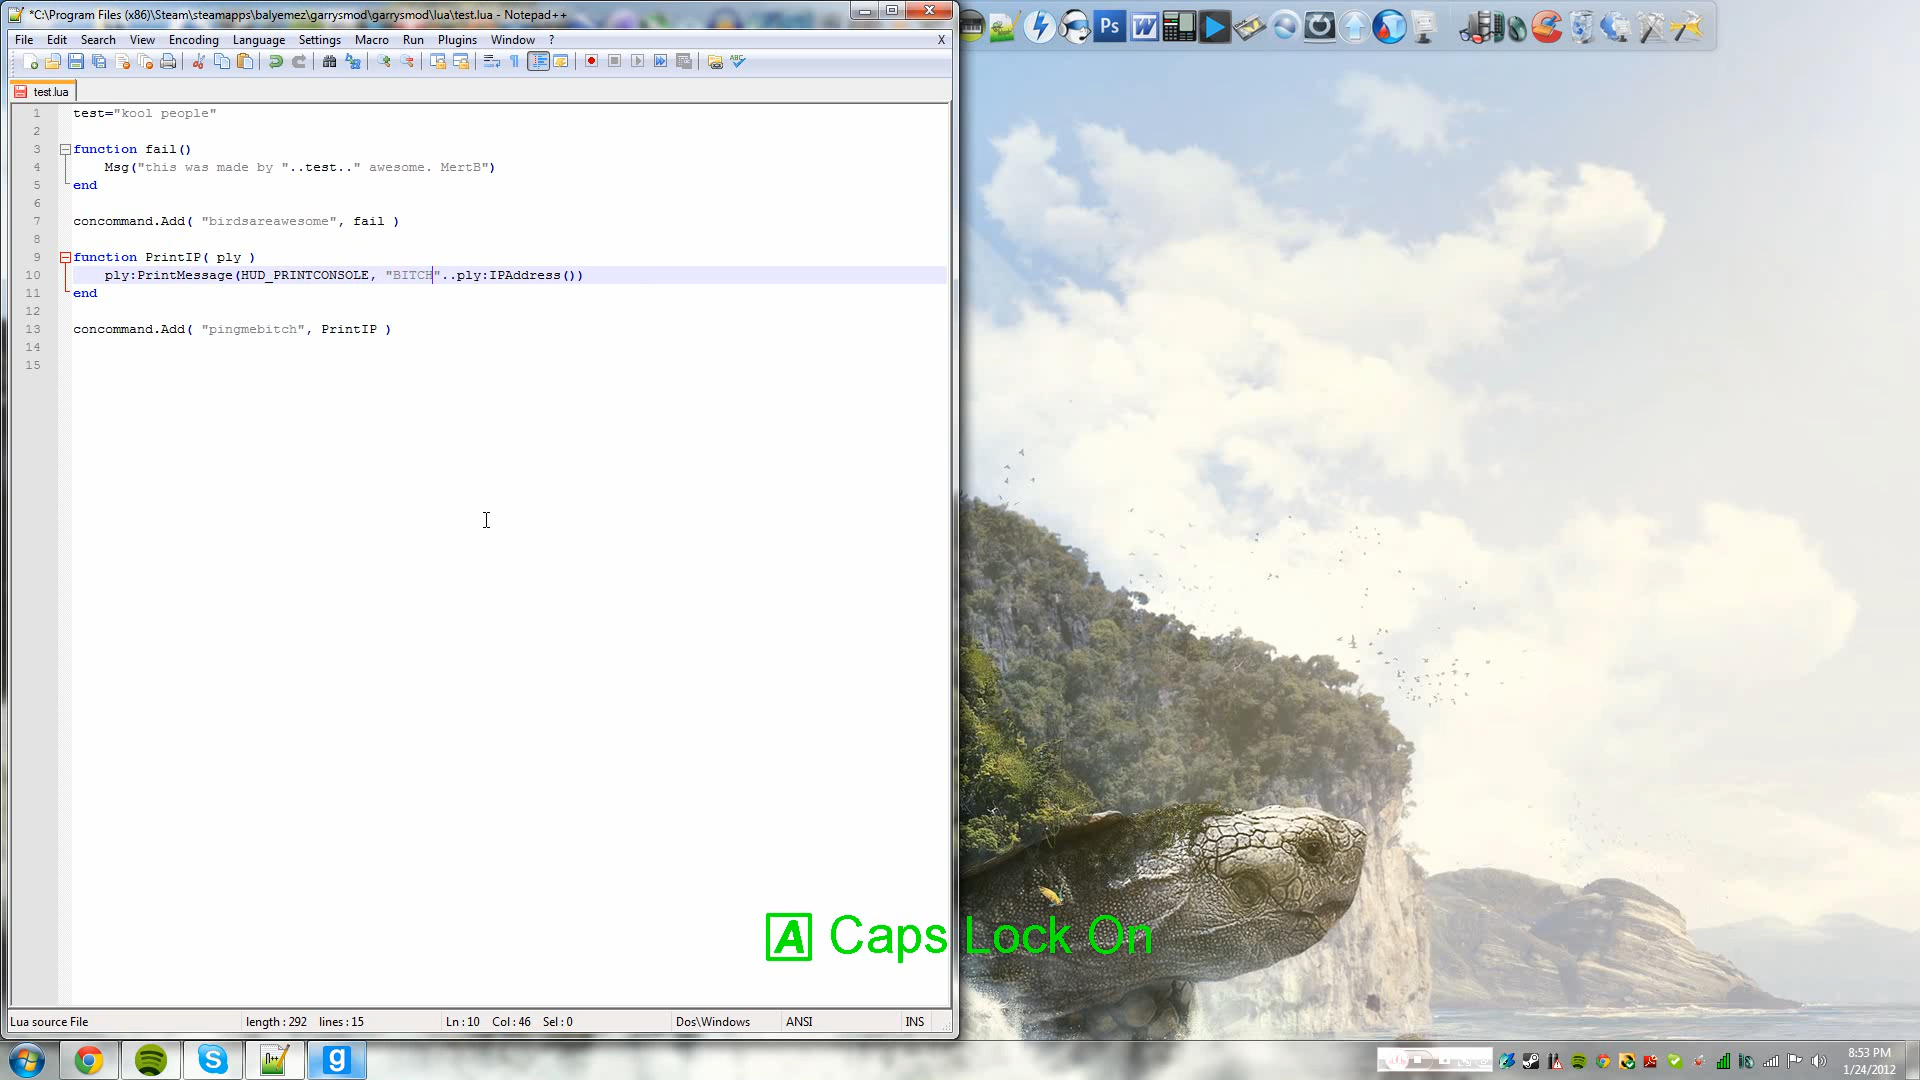 *C:\Program Files (x86)\Steam\steamapps\balyemez\garrysmod\garrysmod\lua\test.lua - Notepad++
File Edit Search View Encoding Language Settings Macro Run Plugins Window ? X
test.lua
1 test="kool people"
2
3 function fail()
4 Msg("this was made by "..test.." awesome. MertB")
5 end
6
7 concommand.Add( "birdsareawesome", fail )
8
9 function PrintIP( ply )
10 ply:PrintMessage(HUD_PRINTCONSOLE, "BITCH"..ply:IPAddress())
11 end
12
13 concommand.Add( "pingmebitch", PrintIP )
14
15
A Caps Lock On
Lua source File length : 292 lines : 15 Ln : 10 Col : 46 Sel : 0 Dos\Windows ANSI INS
Ps W
8:53 PM
1/24/2012